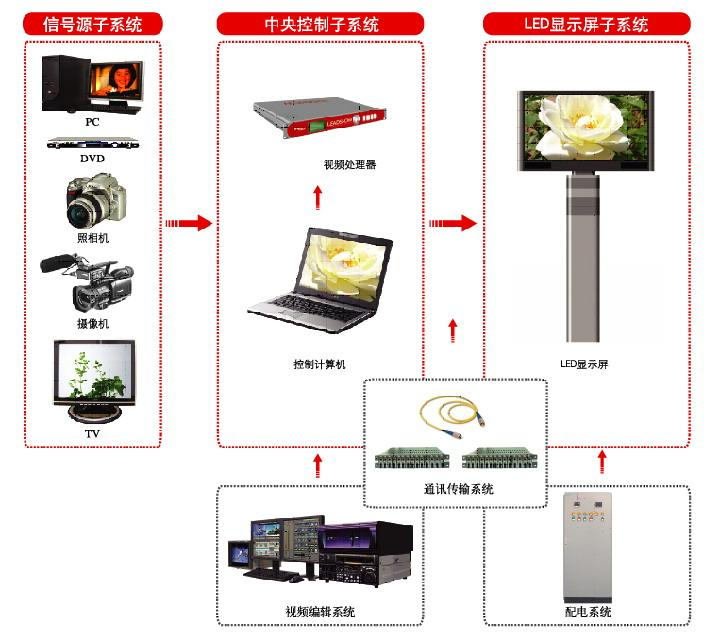 信号源子系统
中央控制子系统
LED显示屏子系统
PC
DVD
照相机
摄像机
TV
LEADS-CH
视频处理器
控制计算机
LED显示屏
通讯传输系统
视频编辑系统
配电系统